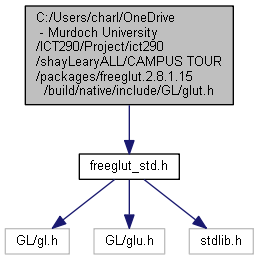 C:/Users/charl/OneDrive
- Murdoch University
/ICT290/Project/ict290
/shayLearyALL/CAMPUS TOUR
/packages/freeglut.2.8.1.15
/build/native/include/GL/glut.h
freeglut_std.h
GL/gl.h
GL/glu.h
stdlib.h